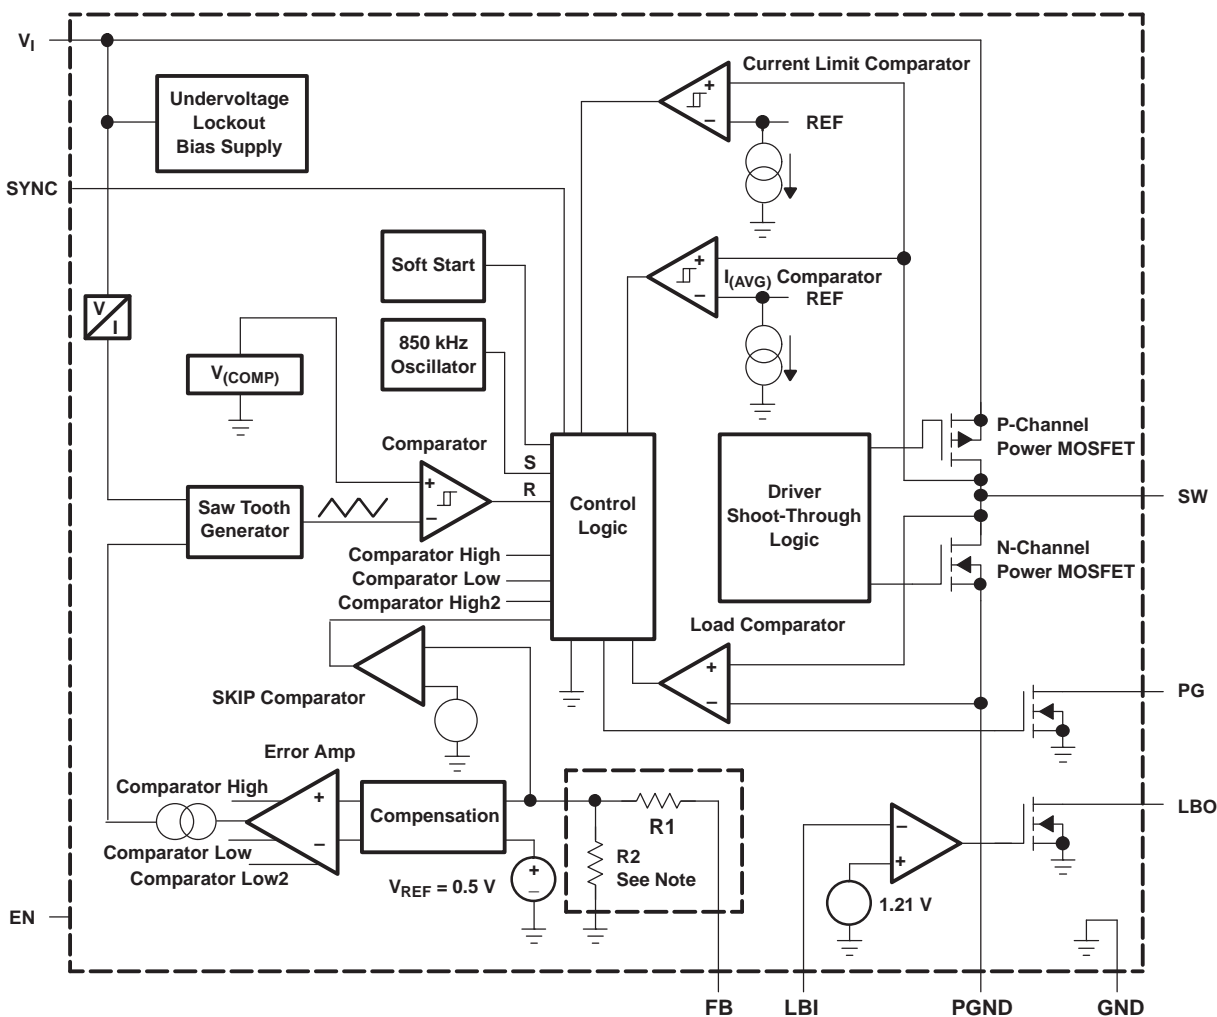 V_I
Undervoltage
Lockout
Bias Supply
SYNC
Current Limit Comparator
+
−
REF
Soft Start
+
−
I(AVG) Comparator
REF
V
I
850 kHz
Oscillator
V(COMP)
Comparator
+
−
S
R
Saw Tooth
Generator
Control
Logic
Driver
Shoot-Through
Logic
P-Channel
Power MOSFET
SW
N-Channel
Power MOSFET
Comparator High
Comparator Low
Comparator High2
Load Comparator
+
−
SKIP Comparator
PG
Error Amp
Comparator High
+
−
Comparator Low
Comparator Low2
Compensation
R1
R2
See Note
VREF = 0.5 V
+
−
−
+
1.21 V
LBO
EN
FB
LBI
PGND
GND